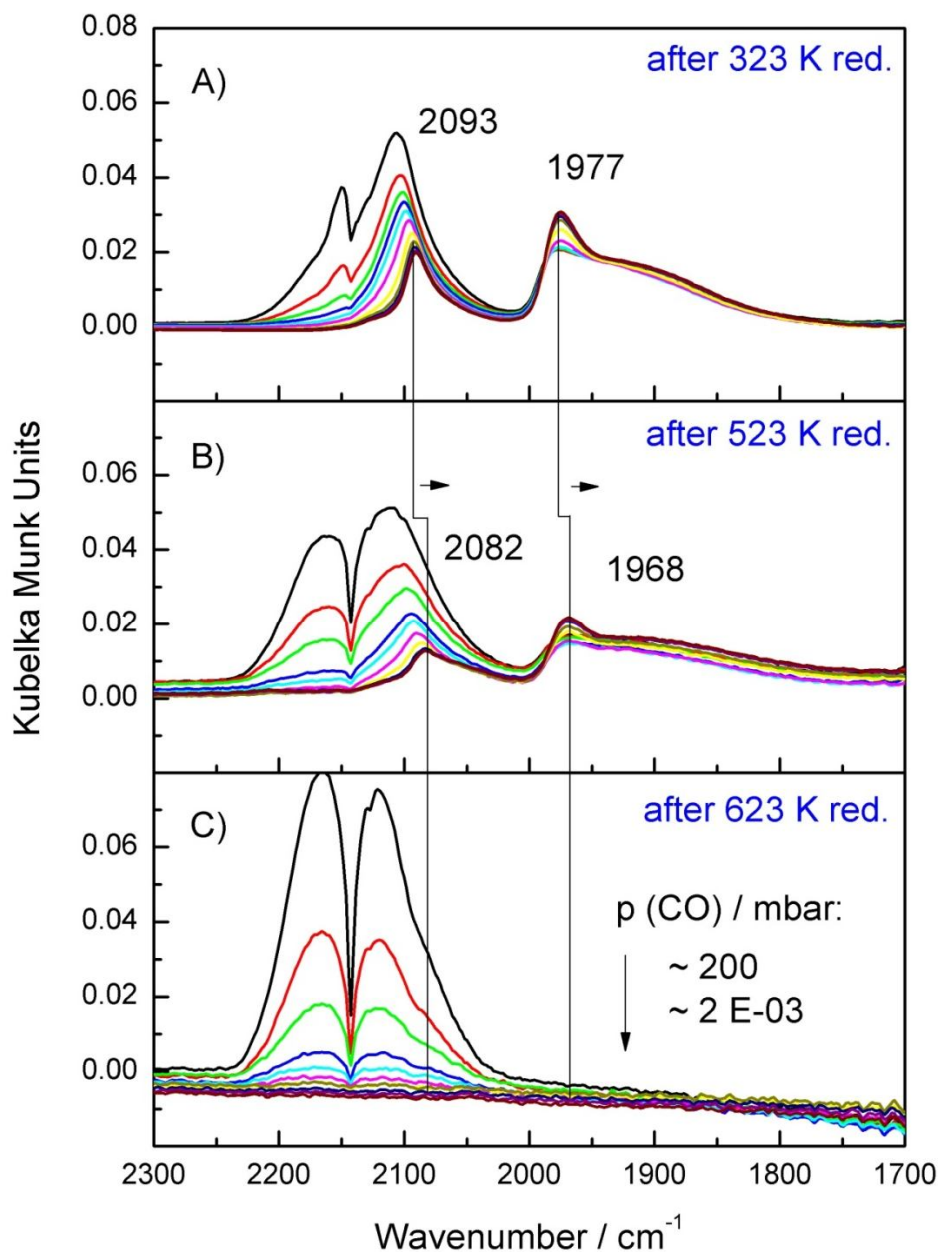 Kubelka Munk Units
0.08
0.06
0.04
0.02
0.00
A)
after 323 K red.
2093
1977
0.06
0.04
0.02
0.00
B)
after 523 K red.
2082
1968
0.06
0.04
0.02
0.00
C)
after 623 K red.
p (CO) / mbar:
~ 200
~ 2 E-03
2300 2200 2100 2000 1900 1800 1700
Wavenumber / cm⁻¹